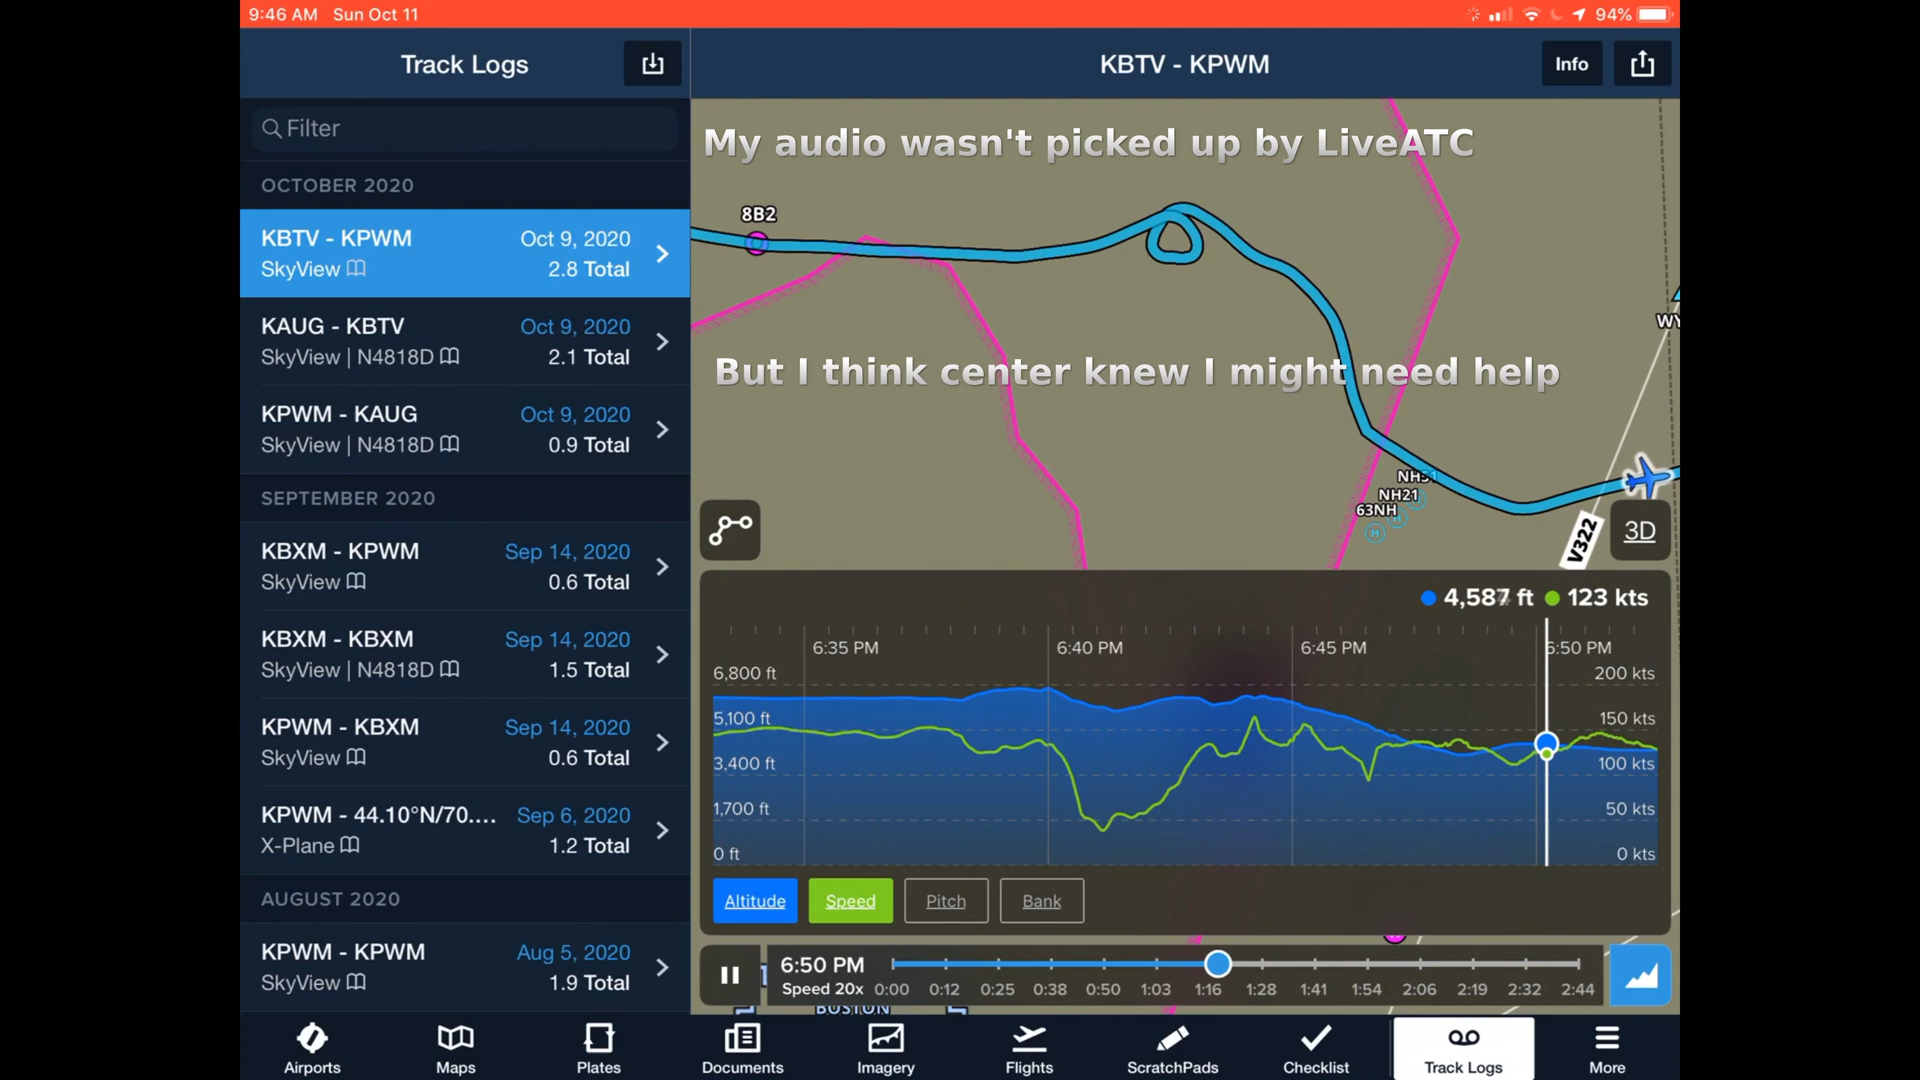 9:46 AM Sun Oct 11
94%
Track Logs
KBTV - KPWM
Info
Filter
OCTOBER 2020
KBTV - KPWM Oct 9, 2020
SkyView 2.8 Total
KAUG - KBTV Oct 9, 2020
SkyView | N4818D 2.1 Total
KPWM - KAUG Oct 9, 2020
SkyView | N4818D 0.9 Total
SEPTEMBER 2020
KBXM - KPWM Sep 14, 2020
SkyView 0.6 Total
KBXM - KBXM Sep 14, 2020
SkyView | N4818D 1.5 Total
KPWM - KBXM Sep 14, 2020
SkyView 0.6 Total
KPWM - 44.10°N/70.... Sep 6, 2020
X-Plane 1.2 Total
AUGUST 2020
KPWM - KPWM Aug 5, 2020
SkyView 1.9 Total
My audio wasn't picked up by LiveATC
8B2
WY
But I think center knew I might need help
NH51
NH21
63NH
H
H
V322
3D
4,587 ft 123 kts
6:35 PM 6:40 PM 6:45 PM 6:50 PM
6,800 ft 200 kts
5,100 ft 150 kts
3,400 ft 100 kts
1,700 ft 50 kts
0 ft 0 kts
Altitude Speed Pitch Bank
6:50 PM
Speed 20x 0:00 0:12 0:25 0:38 0:50 1:03 1:16 1:28 1:41 1:54 2:06 2:19 2:32 2:44
BOSTON
Airports Maps Plates Documents Imagery Flights ScratchPads Checklist Track Logs More